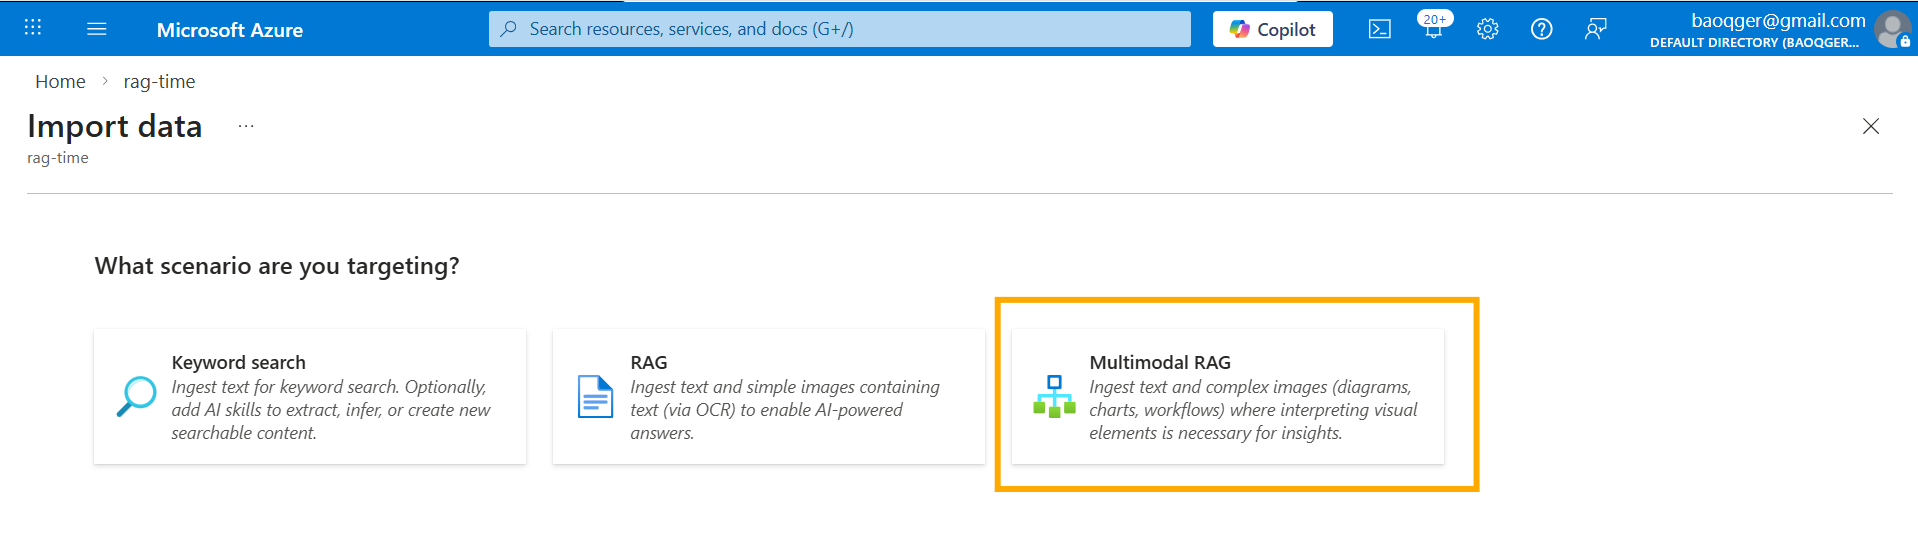 Microsoft Azure
Search resources, services, and docs (G+/)
Copilot
20+
baoqger@gmail.com
DEFAULT DIRECTORY (BAOQGER...
Home > rag-time
Import data ...
rag-time
What scenario are you targeting?
Keyword search
Ingest text for keyword search. Optionally,
add AI skills to extract, infer, or create new
searchable content.
RAG
Ingest text and simple images containing
text (via OCR) to enable AI-powered
answers.
Multimodal RAG
Ingest text and complex images (diagrams,
charts, workflows) where interpreting visual
elements is necessary for insights.